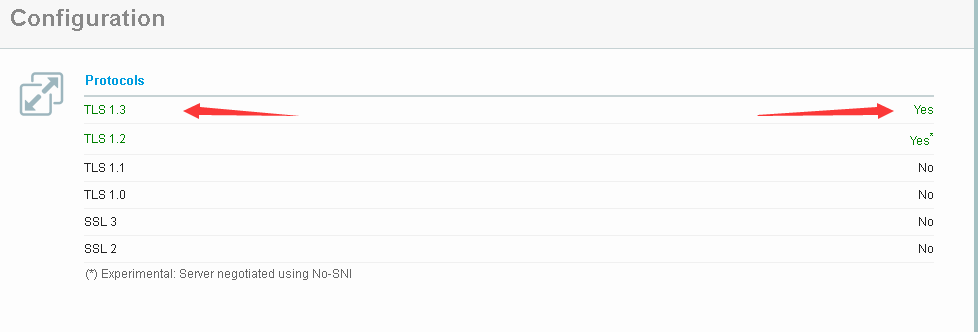 Configuration
Protocols
TLS 1.3 Yes
TLS 1.2 Yes*
TLS 1.1 No
TLS 1.0 No
SSL 3 No
SSL 2 No
(*) Experimental: Server negotiated using No-SNI